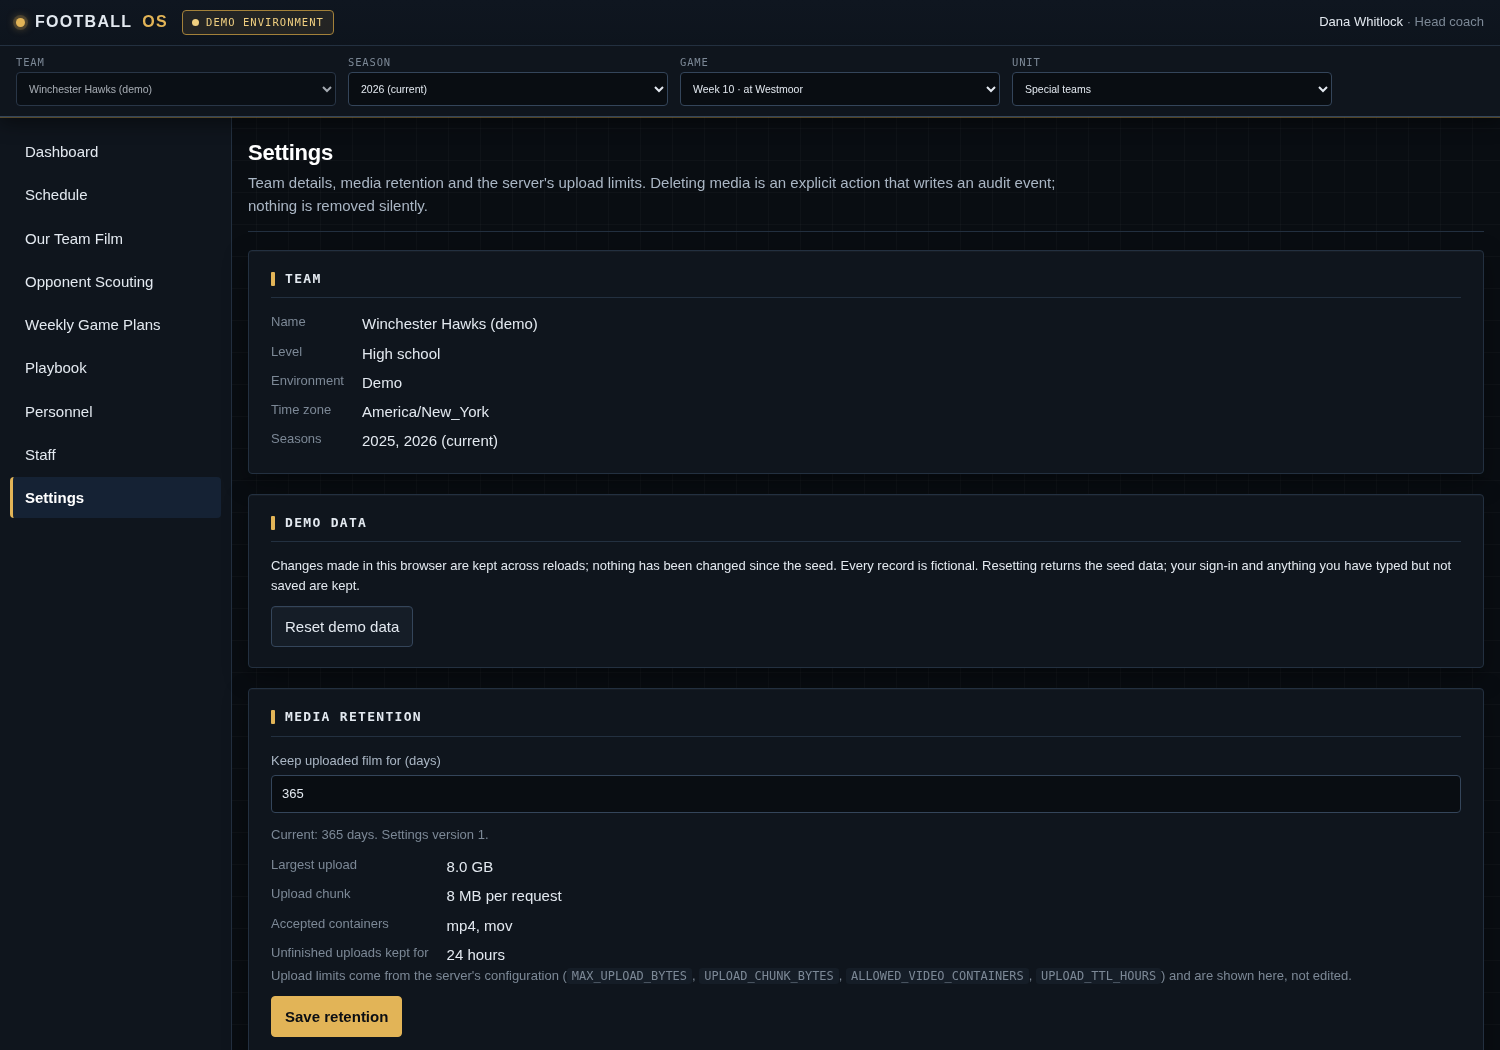 FOOTBALL OS
DEMO ENVIRONMENT
Dana Whitlock · Head coach
TEAM
Winchester Hawks (demo)
SEASON
2026 (current)
GAME
Week 10 · at Westmoor
UNIT
Special teams
Dashboard
Schedule
Our Team Film
Opponent Scouting
Weekly Game Plans
Playbook
Personnel
Staff
Settings
Settings
Team details, media retention and the server's upload limits. Deleting media is an explicit action that writes an audit event;
nothing is removed silently.
TEAM
Name Winchester Hawks (demo)
Level High school
Environment Demo
Time zone America/New_York
Seasons 2025, 2026 (current)
DEMO DATA
Changes made in this browser are kept across reloads; nothing has been changed since the seed. Every record is fictional. Resetting returns the seed data; your sign-in and anything you have typed but not
saved are kept.
Reset demo data
MEDIA RETENTION
Keep uploaded film for (days)
365
Current: 365 days. Settings version 1.
Largest upload 8.0 GB
Upload chunk 8 MB per request
Accepted containers mp4, mov
Unfinished uploads kept for 24 hours
Upload limits come from the server's configuration ( MAX_UPLOAD_BYTES , UPLOAD_CHUNK_BYTES , ALLOWED_VIDEO_CONTAINERS , UPLOAD_TTL_HOURS ) and are shown here, not edited.
Save retention